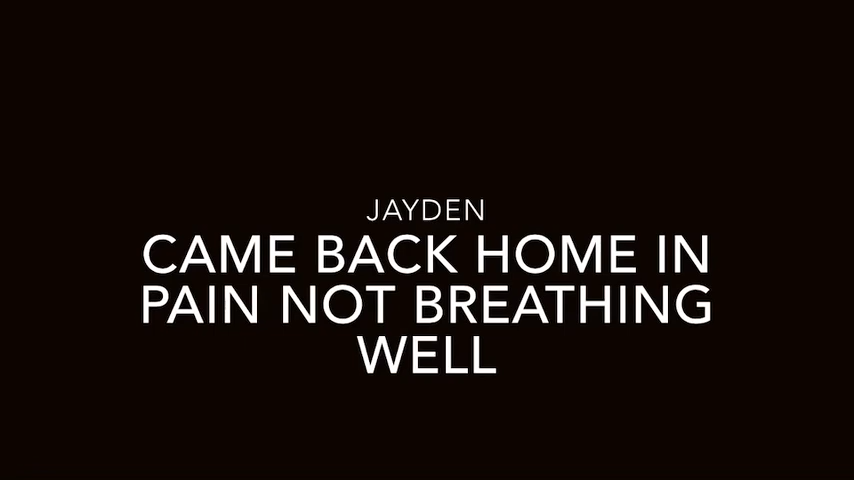 JAYDEN
CAME BACK HOME IN
PAIN NOT BREATHING
WELL